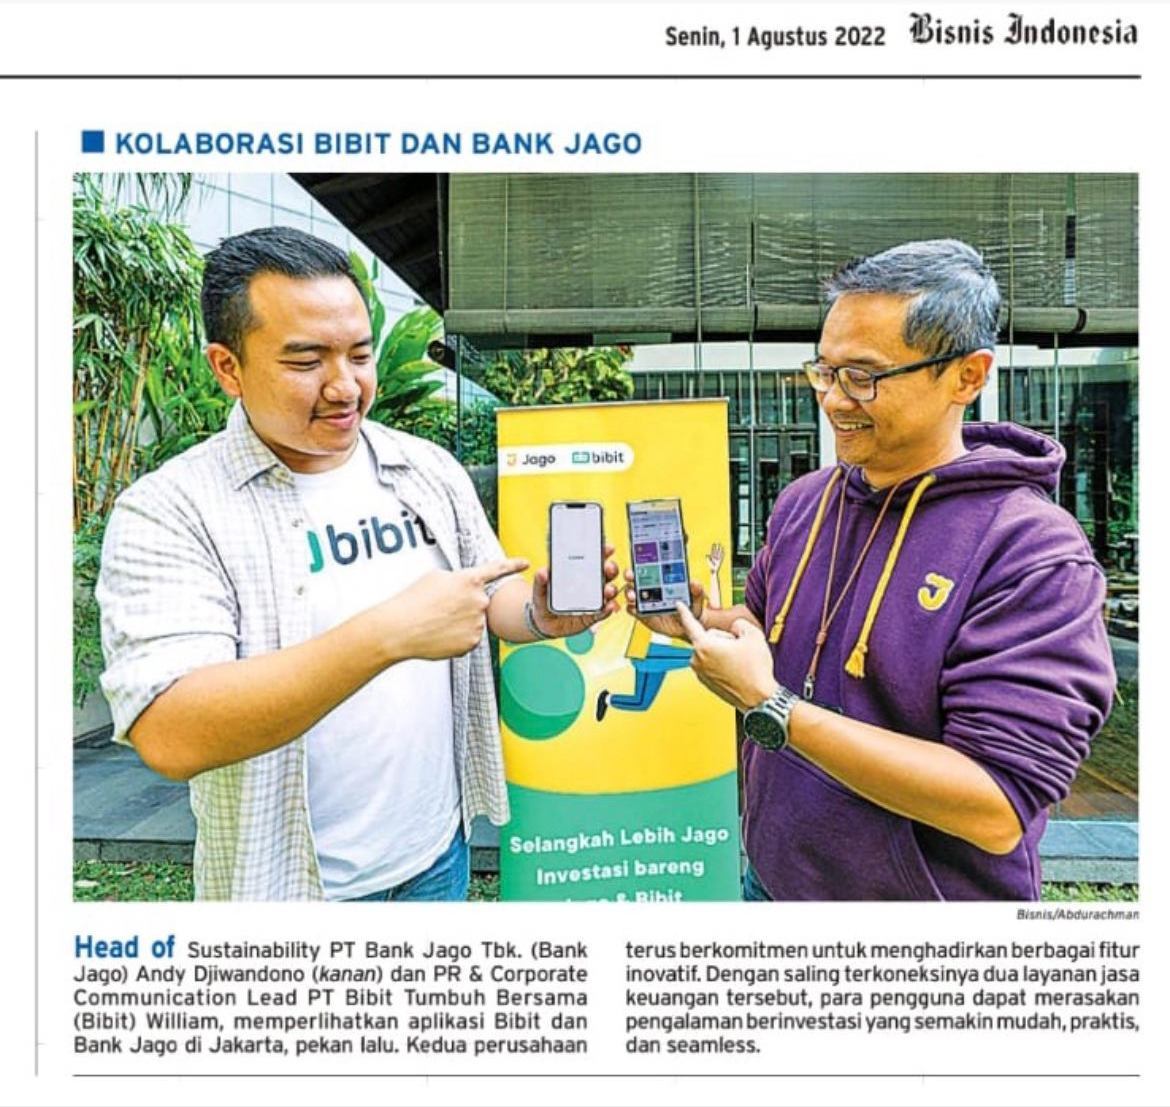 Senin, 1 Agustus 2022 Bisnis Indonesia
KOLABORASI BIBIT DAN BANK JAGO
Jago bibit
bibit
Selangkah Lebih Jago
Investasi bareng
& Bibit
Bisnis/Abdurachman
Head of Sustainability PT Bank Jago Tbk. (Bank
Jago) Andy Djiwandono (kanan) dan PR & Corporate
Communication Lead PT Bibit Tumbuh Bersama
(Bibit) William, memperlihatkan aplikasi Bibit dan
Bank Jago di Jakarta, pekan lalu. Kedua perusahaan
terus berkomitmen untuk menghadirkan berbagai fitur
inovatif. Dengan saling terkoneksinya dua layanan jasa
keuangan tersebut, para pengguna dapat merasakan
pengalaman berinvestasi yang semakin mudah, praktis,
dan seamless.